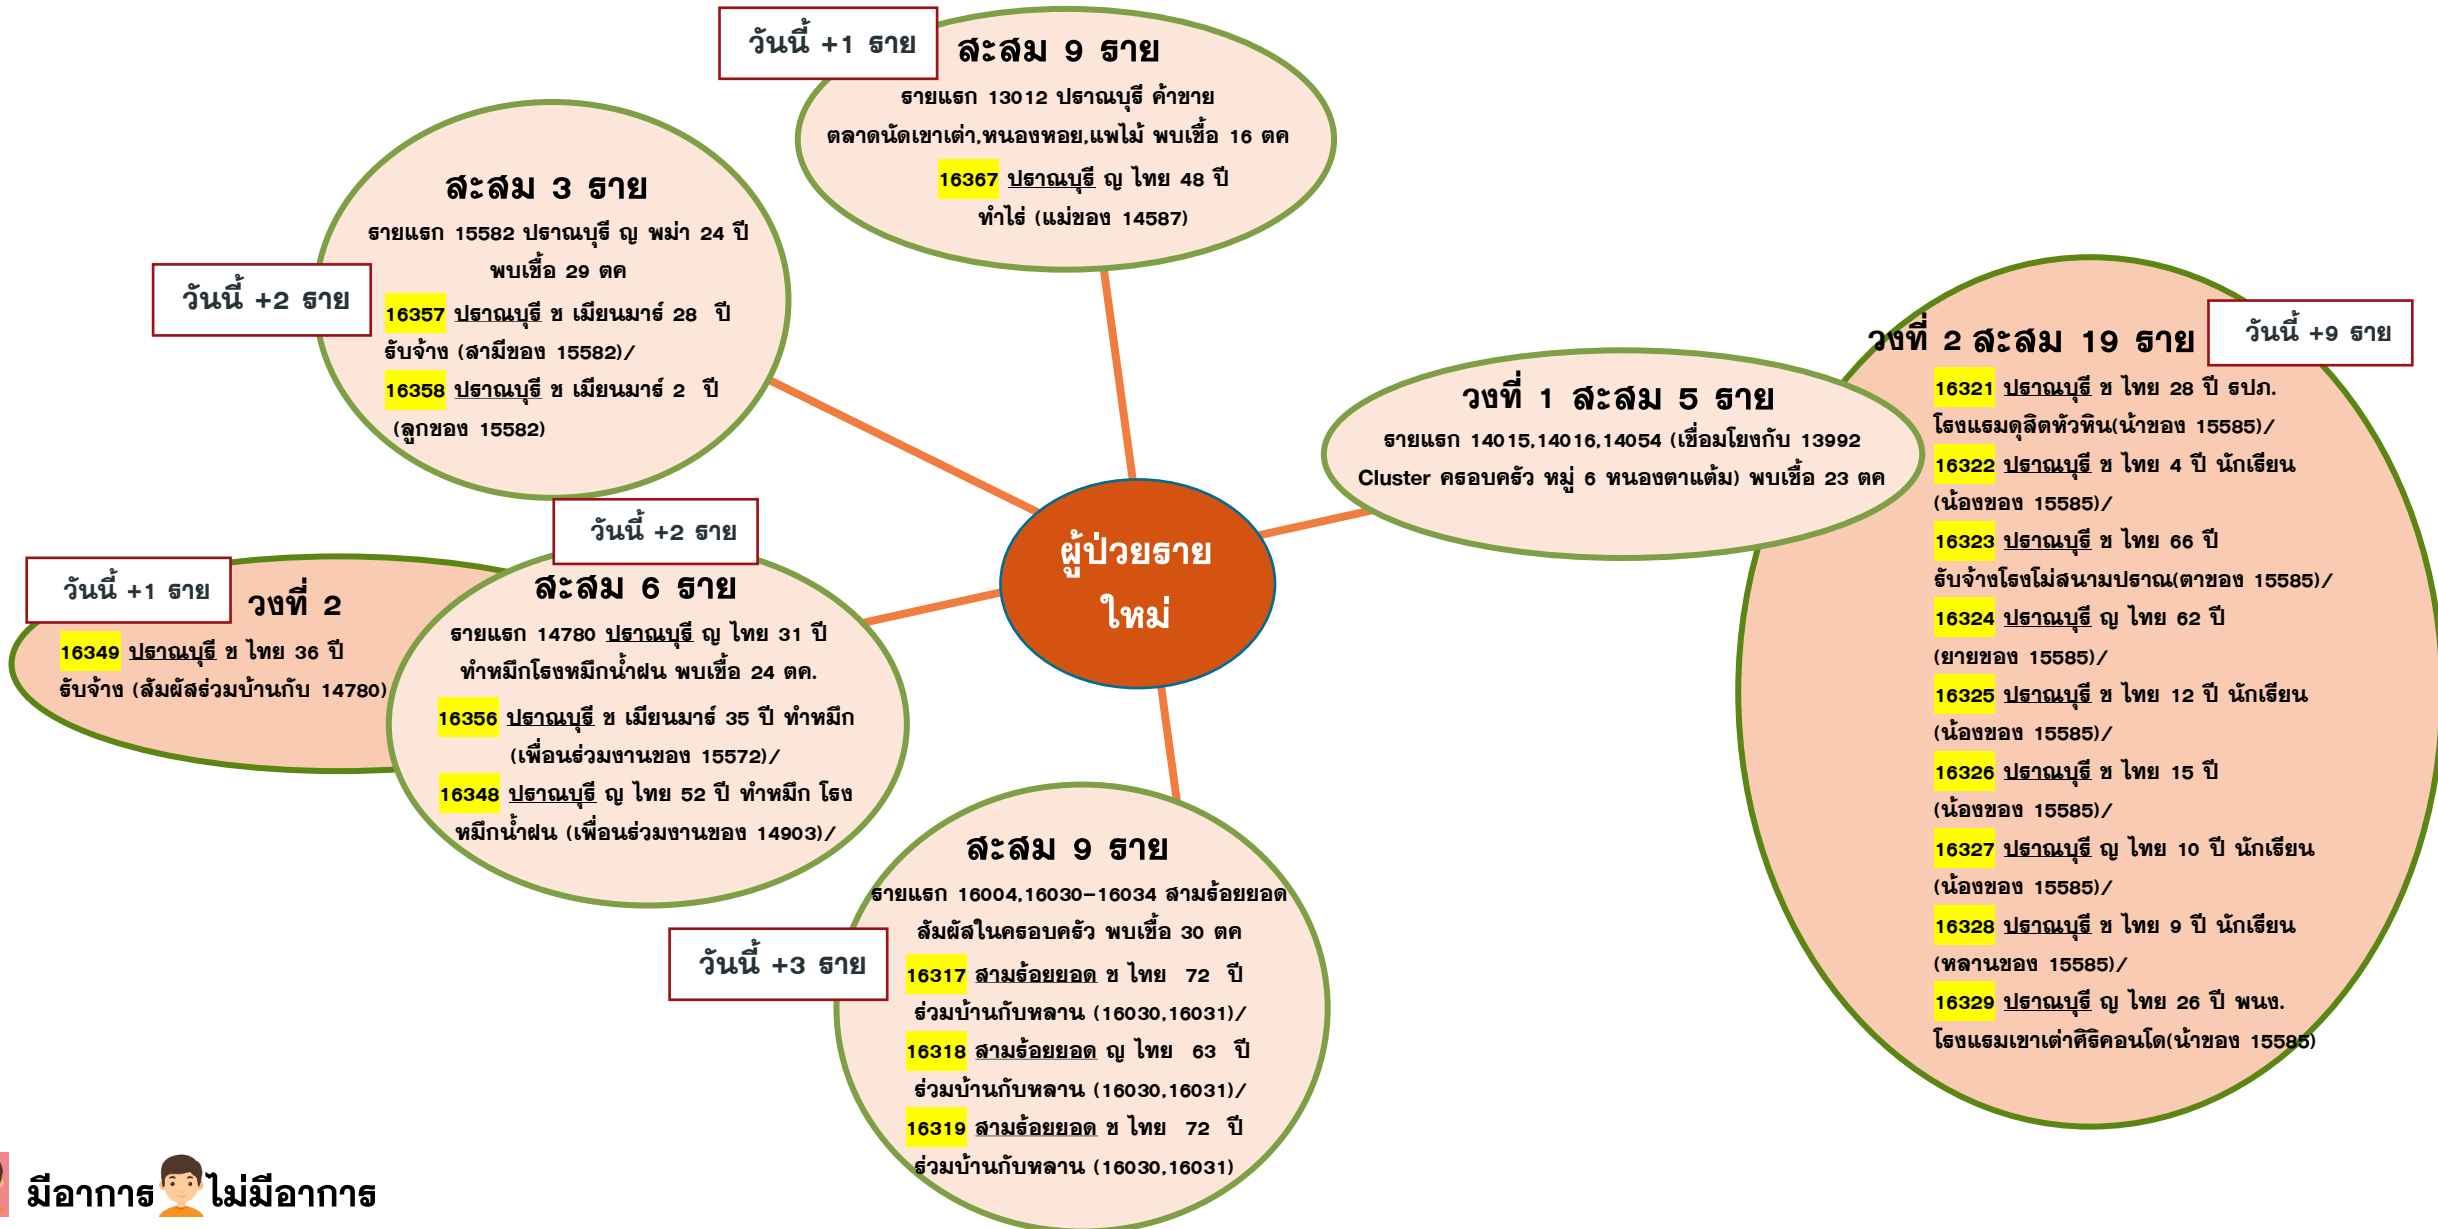 วันนี้ +1 ราย
สะสม 9 ราย
รายแรก 13012 ปราณบุรี ค้าขาย
ตลาดนัดเขาเต่า,หนองหอย,แพไม้ พบเชื้อ 16 ตค
16367 ปราณบุรี ญ ไทย 48 ปี
ทำไร่ (แม่ของ 14587)
สะสม 3 ราย
รายแรก 15582 ปราณบุรี ญ พม่า 24 ปี
พบเชื้อ 29 ตค
วันนี้ +2 ราย
16357 ปราณบุรี ช เมียนมาร์ 28 ปี
รับจ้าง (สามีของ 15582)/
16358 ปราณบุรี ช เมียนมาร์ 2 ปี
(ลูกของ 15582)
วงที่ 1 สะสม 5 ราย
รายแรก 14015,14016,14054 (เชื่อมโยงกับ 13992
Cluster ครอบครัว หมู่ 6 หนองตาแต้ม) พบเชื้อ 23 ตค
วงที่ 2 สะสม 19 ราย
วันนี้ +9 ราย
16321 ปราณบุรี ช ไทย 28 ปี รปภ.
โรงแรมดุสิตหัวหิน(น้าของ 15585)/
16322 ปราณบุรี ช ไทย 4 ปี นักเรียน
(น้องของ 15585)/
16323 ปราณบุรี ช ไทย 66 ปี
รับจ้างโรงโม่สนามปราณ(ตาของ 15585)/
16324 ปราณบุรี ญ ไทย 62 ปี
(ยายของ 15585)/
16325 ปราณบุรี ช ไทย 12 ปี นักเรียน
(น้องของ 15585)/
16326 ปราณบุรี ช ไทย 15 ปี
(น้องของ 15585)/
16327 ปราณบุรี ญ ไทย 10 ปี นักเรียน
(น้องของ 15585)/
16328 ปราณบุรี ช ไทย 9 ปี นักเรียน
(หลานของ 15585)/
16329 ปราณบุรี ญ ไทย 26 ปี พนง.
โรงแรมเขาเต่าศิริคอนโด(น้าของ 15585)
ผู้ป่วยราย
ใหม่
วันนี้ +1 ราย
วงที่ 2
16349 ปราณบุรี ช ไทย 36 ปี
รับจ้าง (สัมผัสร่วมบ้านกับ 14780)
วันนี้ +2 ราย
สะสม 6 ราย
รายแรก 14780 ปราณบุรี ญ ไทย 31 ปี
ทำหมึกโรงหมึกน้ำฝน พบเชื้อ 24 ตค.
16356 ปราณบุรี ช เมียนมาร์ 35 ปี ทำหมึก
(เพื่อนร่วมงานของ 15572)/
16348 ปราณบุรี ญ ไทย 52 ปี ทำหมึก โรง
หมึกน้ำฝน (เพื่อนร่วมงานของ 14903)/
สะสม 9 ราย
รายแรก 16004,16030-16034 สามร้อยยอด
สัมผัสในครอบครัว พบเชื้อ 30 ตค
วันนี้ +3 ราย
16317 สามร้อยยอด ช ไทย 72 ปี
ร่วมบ้านกับหลาน (16030,16031)/
16318 สามร้อยยอด ญ ไทย 63 ปี
ร่วมบ้านกับหลาน (16030,16031)/
16319 สามร้อยยอด ช ไทย 72 ปี
ร่วมบ้านกับหลาน (16030,16031)
มีอาการ ไม่มีอาการ